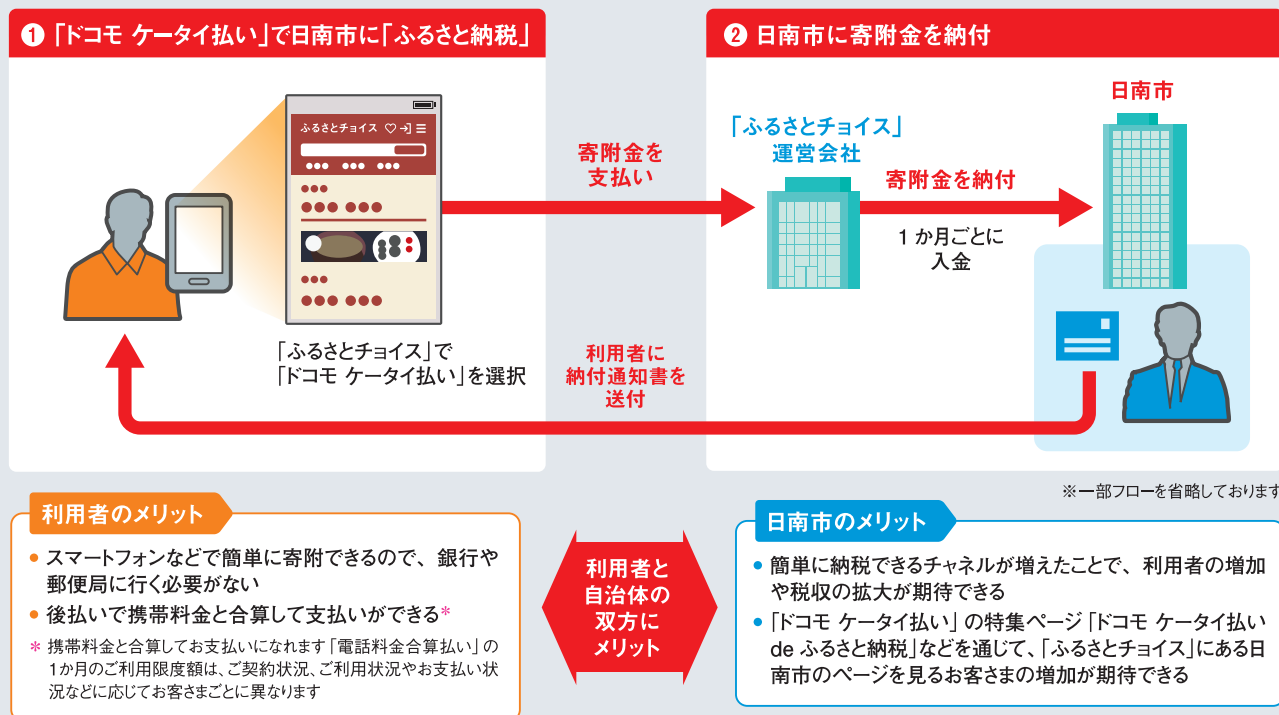 ❶「ドコモ ケータイ払い」で日南市に「ふるさと納税」
ふるさとチョイス
「ふるさとチョイス」で
「ドコモ ケータイ払い」を選択
寄附金を
支払い
❷ 日南市に寄附金を納付
「ふるさとチョイス」
運営会社
寄附金を納付
1か月ごとに
入金
日南市
利用者に
納付通知書を
送付
※一部フローを省略しております
利用者のメリット
● スマートフォンなどで簡単に寄附できるので、銀行や
郵便局に行く必要がない
● 後払いで携帯料金と合算して支払いができる*
* 携帯料金と合算してお支払いになれます「電話料金合算払い」の
1か月のご利用限度額は、ご契約状況、ご利用状況やお支払い状
況などに応じてお客さまごとに異なります
利用者と
自治体の
双方に
メリット
日南市のメリット
● 簡単に納税できるチャネルが増えたことで、利用者の増加
や税収の拡大が期待できる
● 「ドコモ ケータイ払い」の特集ページ「ドコモ ケータイ払い
de ふるさと納税」などを通じて、「ふるさとチョイス」にある日
南市のページを見るお客さまの増加が期待できる